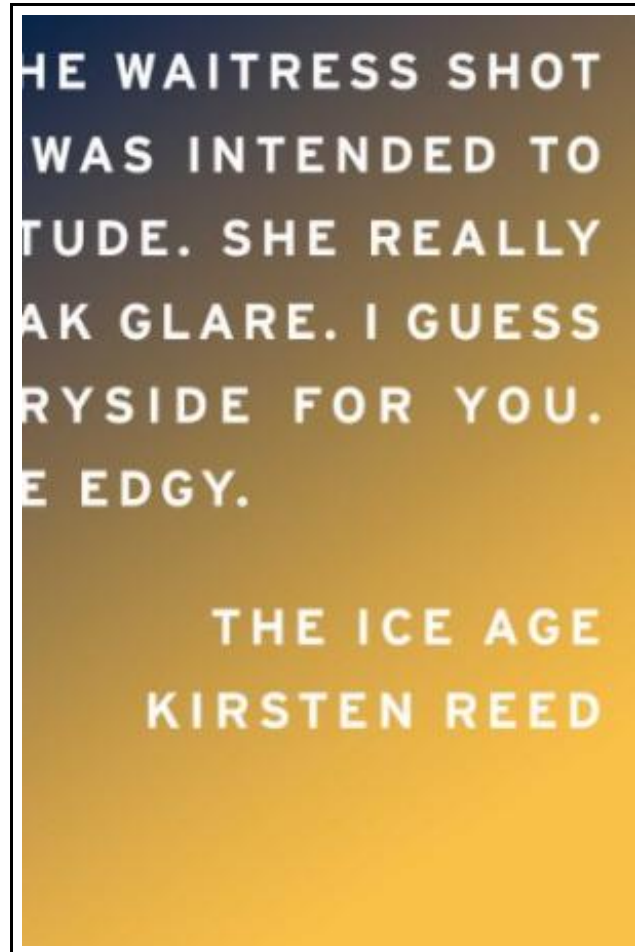 HE WAITRESS SHOT
WAS INTENDED TO
TUDE. SHE REALLY
AK GLARE. I GUESS
RYSIDE FOR YOU.
E EDGY.
THE ICE AGE
KIRSTEN REED